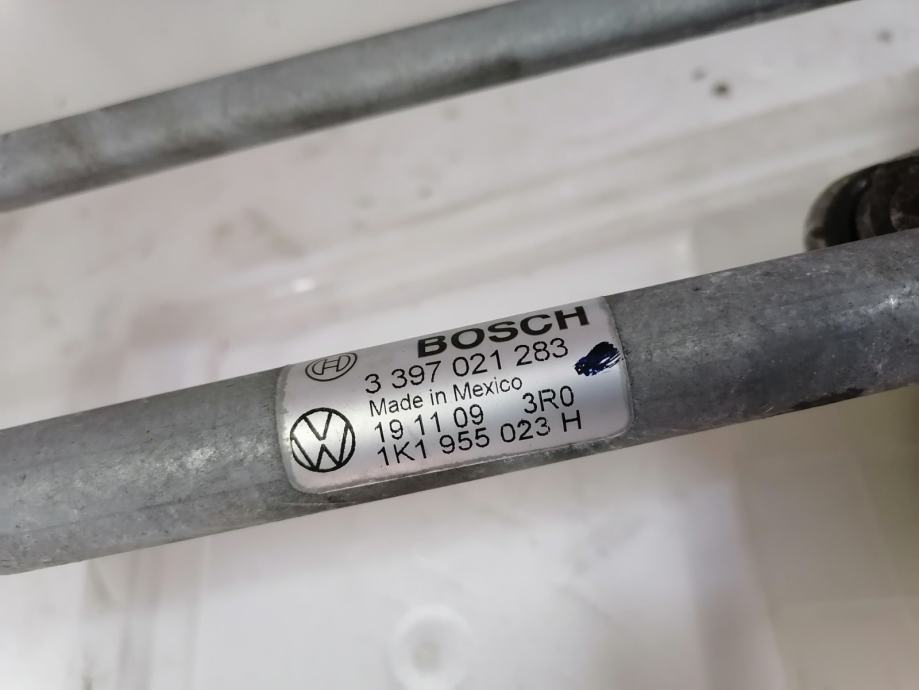 BOSCH
3 397 021 283
Made in Mexico
19 11 09 3R0
1K1 955 023 H